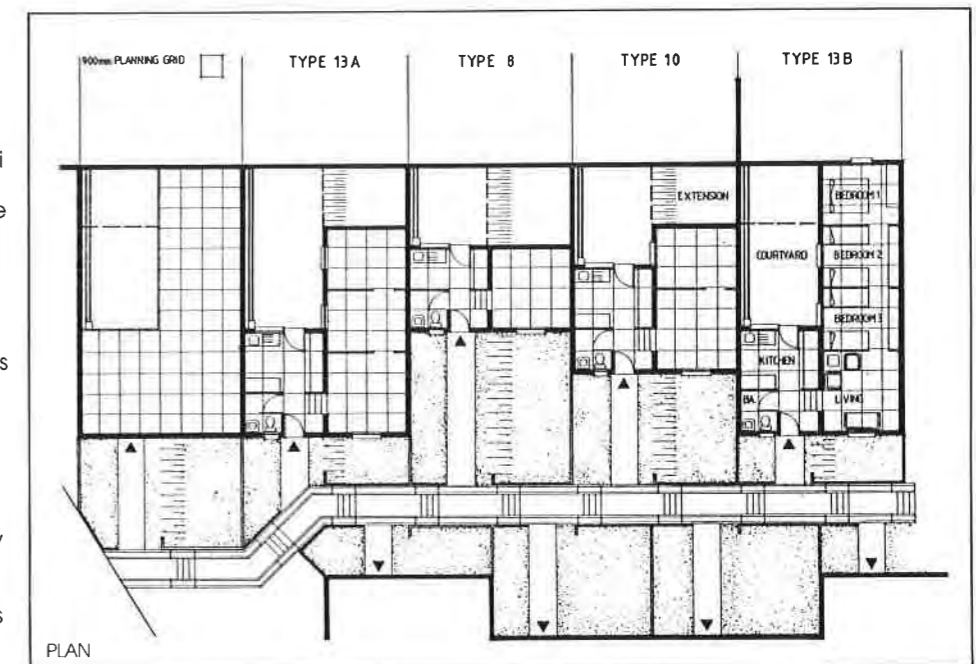 900mm PLANNING GRID
TYPE 13A
TYPE 8
TYPE 10
TYPE 13B
EXTENSION
COURTYARD
BEDROOM 1
BEDROOM 2
BEDROOM 3
KITCHEN
BA.
LIVING
PLAN
i
e
s
y
s